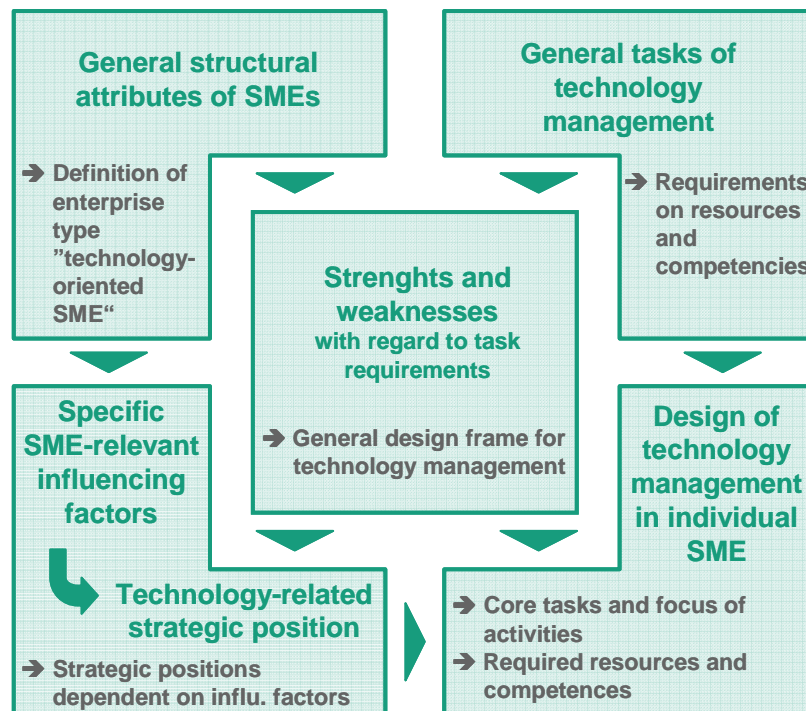 General structural
attributes of SMEs
➔ Definition of
enterprise
type
”technology-
oriented
SME“
General tasks of
technology
management
➔ Requirements
on resources
and
competencies
Strenghts and
weaknesses
with regard to task
requirements
➔ General design frame for
technology management
Specific
SME-relevant
influencing
factors
Technology-related
strategic position
➔ Strategic positions
dependent on influ. factors
Design of
technology
management
in individual
SME
➔ Core tasks and focus of
activities
➔ Required resources and
competences